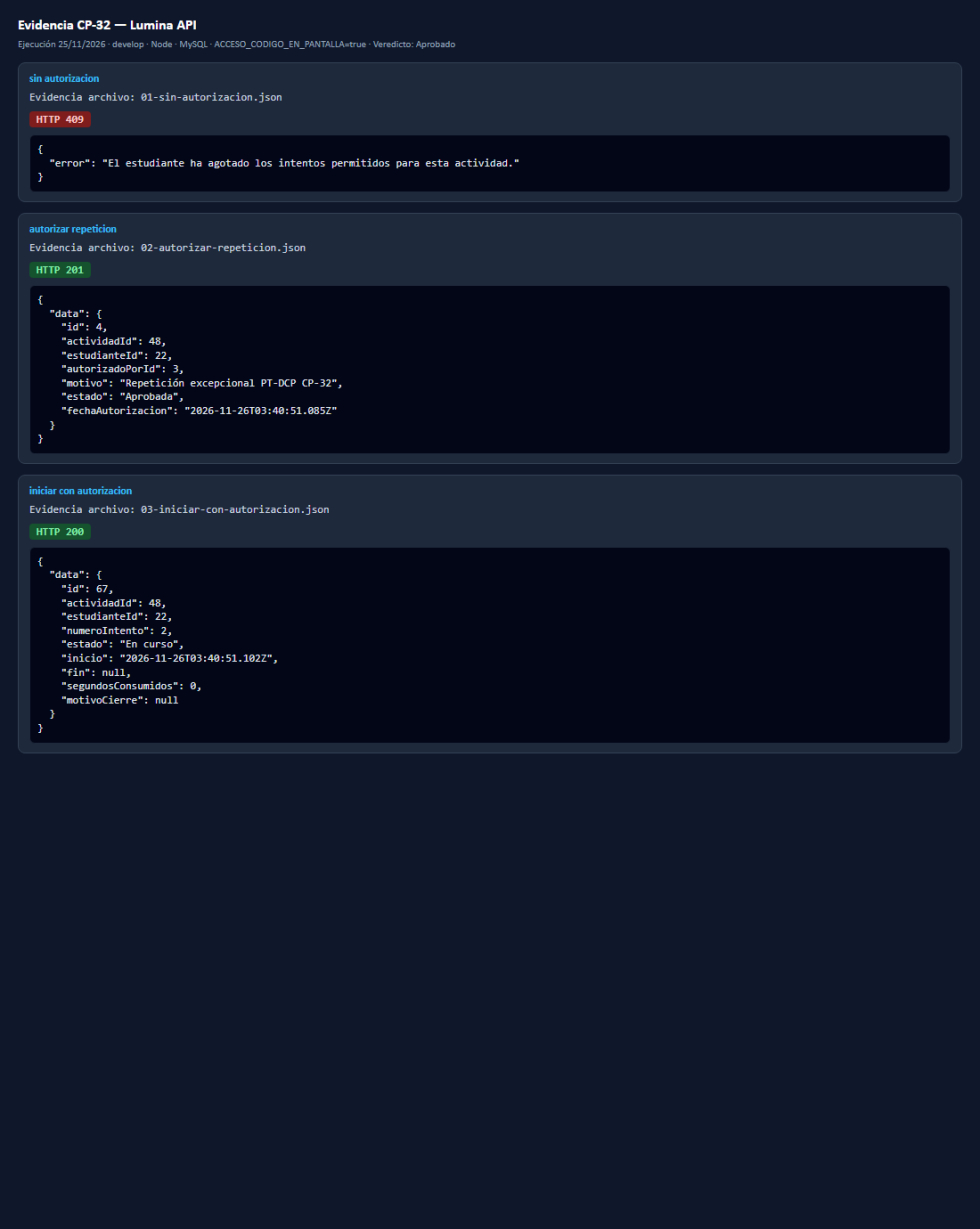 Evidencia CP-32 — Lumina API
Ejecución 25/11/2026 · develop · Node · MySQL · ACCESO_CODIGO_EN_PANTALLA=true · Veredicto: Aprobado
sin autorizacion
Evidencia archivo: 01-sin-autorizacion.json
HTTP 409
{
  "error": "El estudiante ha agotado los intentos permitidos para esta actividad."
}
autorizar repeticion
Evidencia archivo: 02-autorizar-repeticion.json
HTTP 201
{
  "data": {
    "id": 4,
    "actividadId": 48,
    "estudianteId": 22,
    "autorizadoPorId": 3,
    "motivo": "Repetición excepcional PT-DCP CP-32",
    "estado": "Aprobada",
    "fechaAutorizacion": "2026-11-26T03:40:51.085Z"
  }
}
iniciar con autorizacion
Evidencia archivo: 03-iniciar-con-autorizacion.json
HTTP 200
{
  "data": {
    "id": 67,
    "actividadId": 48,
    "estudianteId": 22,
    "numeroIntento": 2,
    "estado": "En curso",
    "inicio": "2026-11-26T03:40:51.102Z",
    "fin": null,
    "segundosConsumidos": 0,
    "motivoCierre": null
  }
}